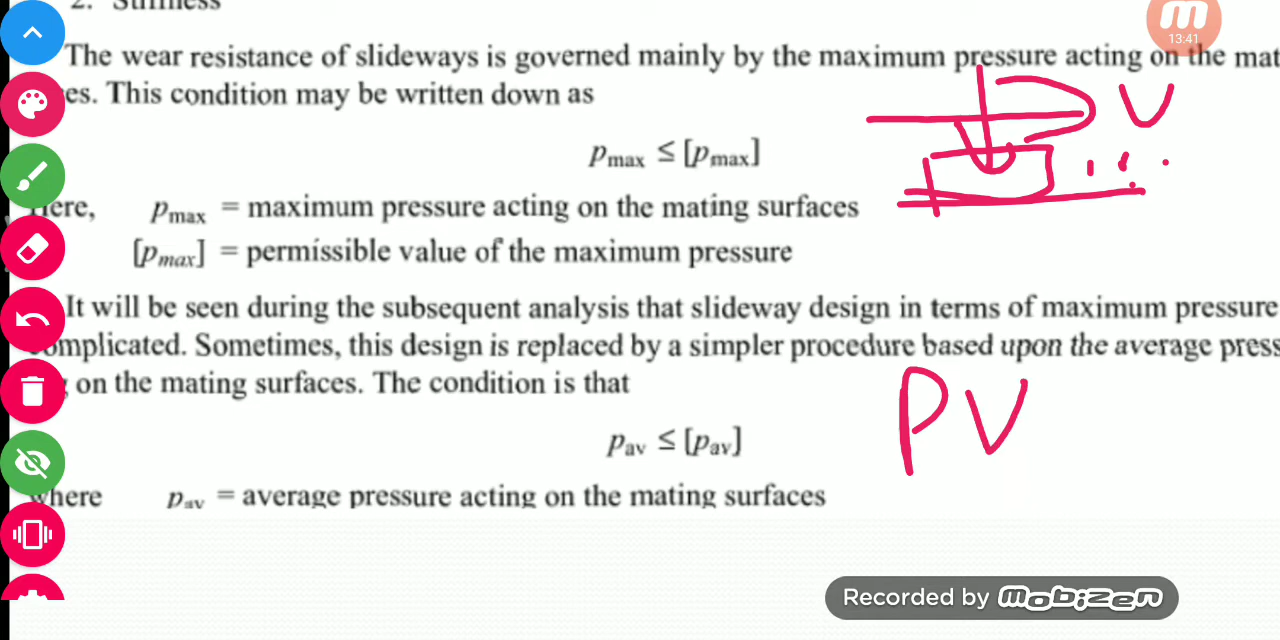 2. Stiffness
13:41
The wear resistance of slideways is governed mainly by the maximum pressure acting on the mat
es. This condition may be written down as
V
pmax ≤ [pmax]
Here, pmax = maximum pressure acting on the mating surfaces
[pmax] = permissible value of the maximum pressure
It will be seen during the subsequent analysis that slideway design in terms of maximum pressure
omplicated. Sometimes, this design is replaced by a simpler procedure based upon the average press
on the mating surfaces. The condition is that
PV
pav ≤ [pav]
where pav = average pressure acting on the mating surfaces
Recorded by mobizen